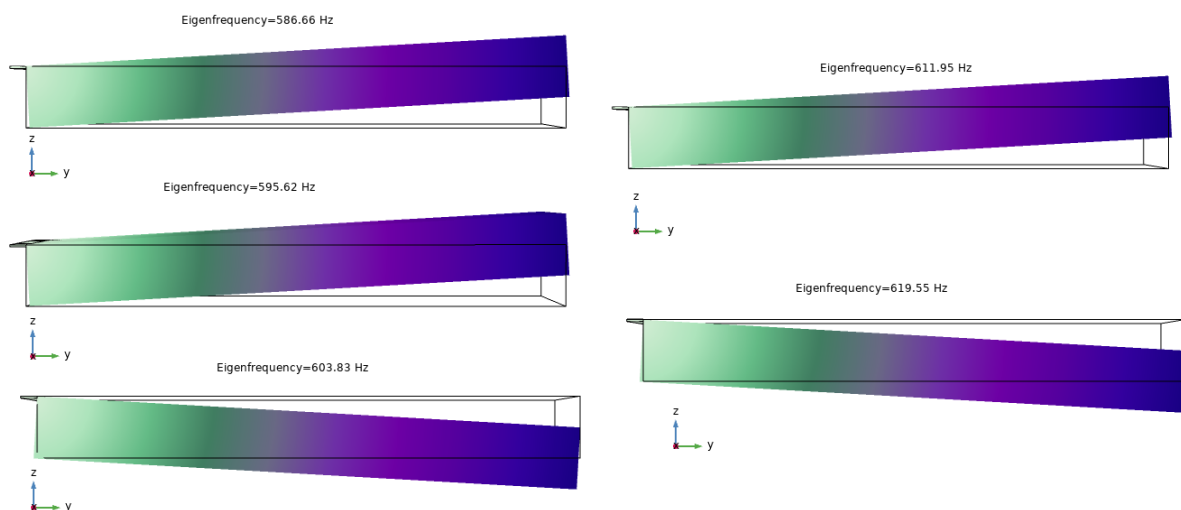 Eigenfrequency=586.66 Hz
z
y
x
Eigenfrequency=595.62 Hz
z
y
x
Eigenfrequency=603.83 Hz
z
y
x
Eigenfrequency=611.95 Hz
z
y
x
Eigenfrequency=619.55 Hz
z
y
x